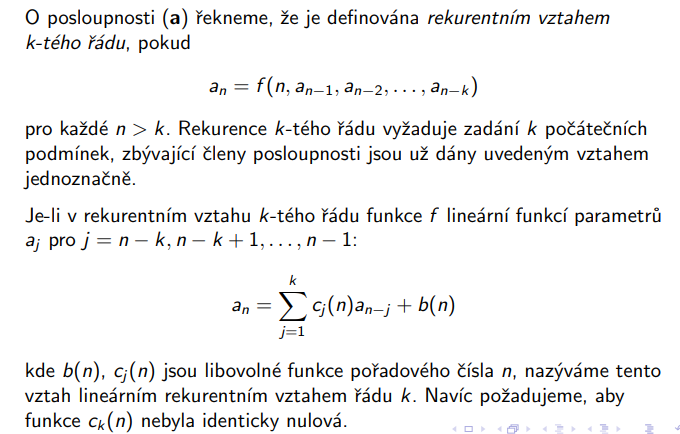 O posloupnosti (a) řekneme, že je definována rekurentním vztahem
k-tého řádu, pokud
aₙ = f(n, aₙ₋₁, aₙ₋₂, . . . , aₙ₋ₖ)
pro každé n > k. Rekurence k-tého řádu vyžaduje zadání k počátečních
podmínek, zbývající členy posloupnosti jsou už dány uvedeným vztahem
jednoznačně.
Je-li v rekurentním vztahu k-tého řádu funkce f lineární funkcí parametrů
aⱼ pro j = n − k, n − k + 1, . . . , n − 1:
aₙ = ∑ⱼ₌₁ᵏ cⱼ(n)aₙ₋ⱼ + b(n)
kde b(n), cⱼ(n) jsou libovolné funkce pořadového čísla n, nazýváme tento
vztah lineárním rekurentním vztahem řádu k. Navíc požadujeme, aby
funkce cₖ(n) nebyla identicky nulová.